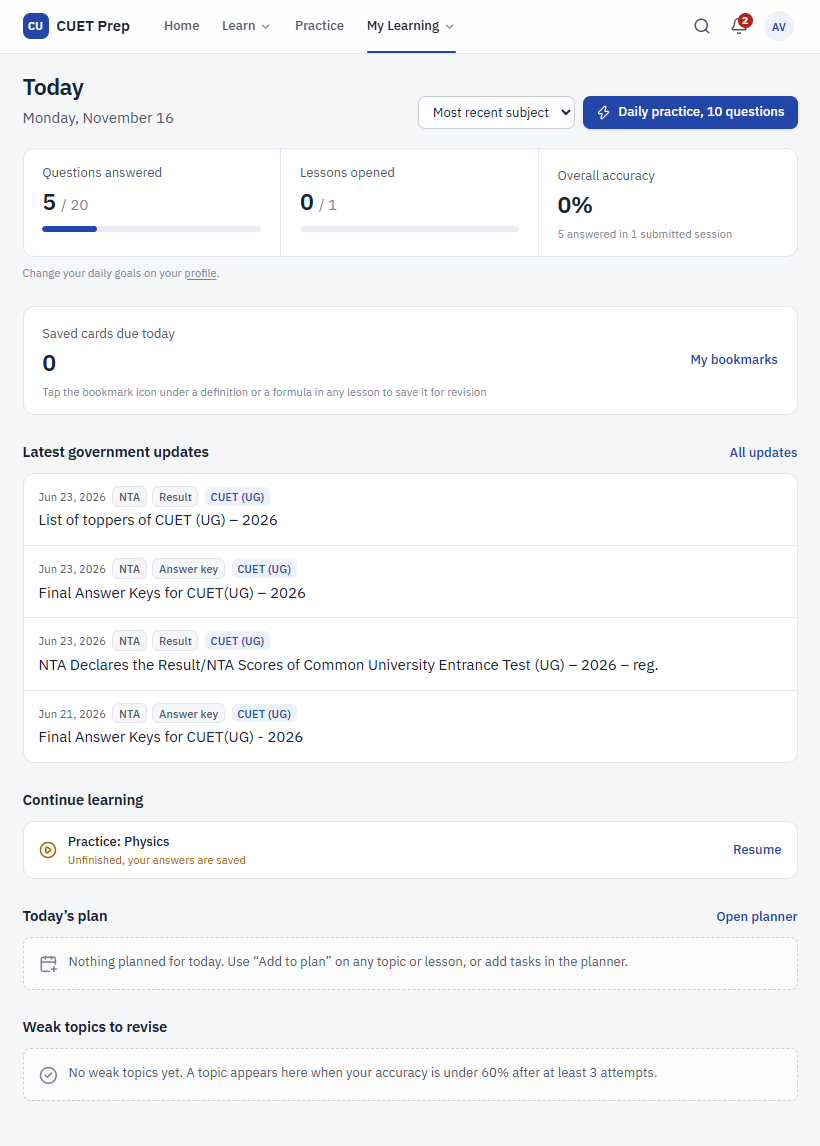 CU CUET Prep Home Learn Practice My Learning 2 AV
Today
Monday, November 16
Most recent subject
Daily practice, 10 questions
Questions answered
5 / 20
Lessons opened
0 / 1
Overall accuracy
0%
5 answered in 1 submitted session
Change your daily goals on your profile.
Saved cards due today
0
Tap the bookmark icon under a definition or a formula in any lesson to save it for revision
My bookmarks
Latest government updates
All updates
Jun 23, 2026 NTA Result CUET (UG)
List of toppers of CUET (UG) – 2026
Jun 23, 2026 NTA Answer key CUET (UG)
Final Answer Keys for CUET(UG) – 2026
Jun 23, 2026 NTA Result CUET (UG)
NTA Declares the Result/NTA Scores of Common University Entrance Test (UG) – 2026 – reg.
Jun 21, 2026 NTA Answer key CUET (UG)
Final Answer Keys for CUET(UG) - 2026
Continue learning
Practice: Physics
Unfinished, your answers are saved
Resume
Today’s plan
Open planner
Nothing planned for today. Use “Add to plan” on any topic or lesson, or add tasks in the planner.
Weak topics to revise
No weak topics yet. A topic appears here when your accuracy is under 60% after at least 3 attempts.